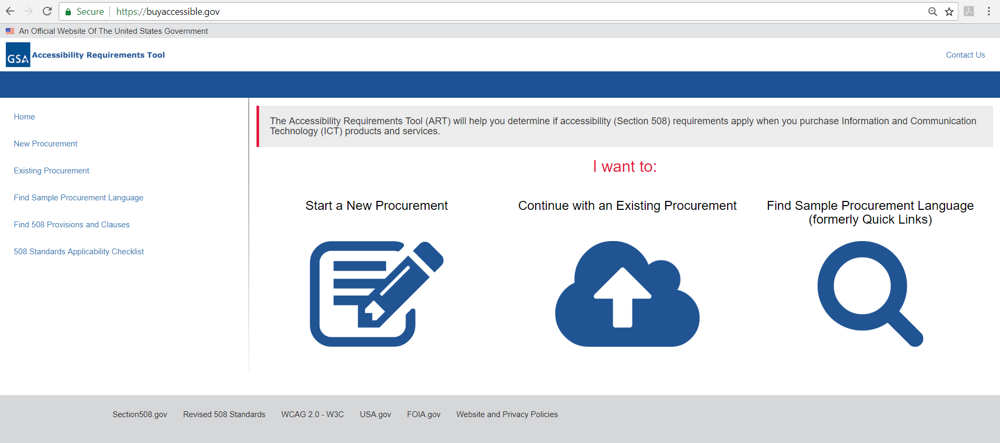 Secure
https://buyaccessible.gov
An Official Website Of The United States Government
GSA Accessibility Requirements Tool
Contact Us
Home
New Procurement
Existing Procurement
Find Sample Procurement Language
Find 508 Provisions and Clauses
508 Standards Applicability Checklist
The Accessibility Requirements Tool (ART) will help you determine if accessibility (Section 508) requirements apply when you purchase Information and Communication
Technology (ICT) products and services.
I want to:
Start a New Procurement
Continue with an Existing Procurement
Find Sample Procurement Language
(formerly Quick Links)
Section508.gov
Revised 508 Standards
WCAG 2.0 - W3C
USA.gov
FOIA.gov
Website and Privacy Policies